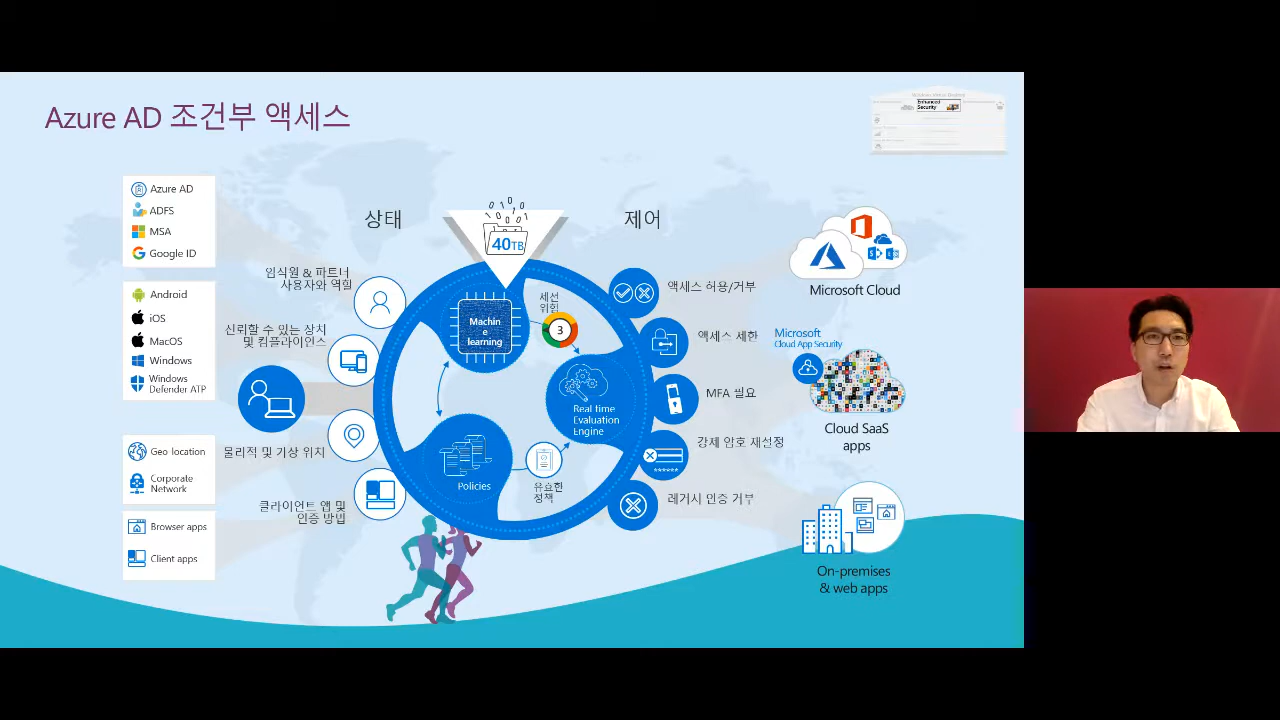 Azure AD 조건부 액세스
Enhanced
Security
Azure AD
ADFS
MSA
Google ID
Android
iOS
MacOS
Windows
Windows
Defender ATP
Geo location
Corporate
Network
Browser apps
Client apps
상태
임직원 & 파트너
사용자와 역할
신뢰할 수 있는 장치
및 컴플라이언스
물리적 및 가상 위치
클라이언트 앱 및
인증 방법
40TB
Machin
e
learning
세션
위험
3
Real time
Evaluation
Engine
Policies
유효한
정책
제어
액세스 허용/거부
액세스 제한
MFA 필요
강제 암호 재설정
******
레거시 인증 거부
Microsoft Cloud
Microsoft
Cloud App Security
Cloud SaaS
apps
On-premises
& web apps